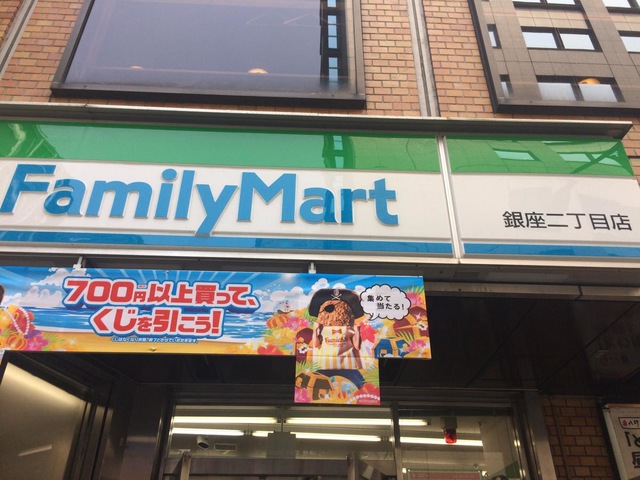 FamilyMart
銀座二丁目店
700円以上買って、
くじを引こう!
集めて
当たる!